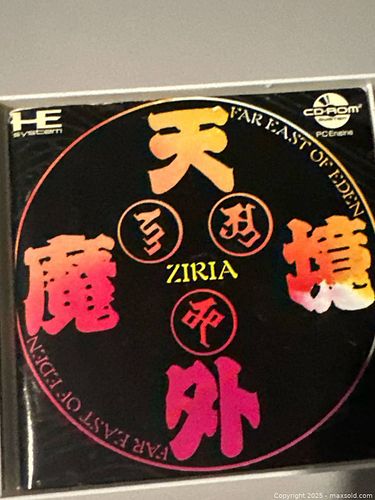 HE
system
CD-ROM²
PC Engine
FAR EAST OF EDEN
天
外
魔
境
ZIRIA
FAR EAST OF EDEN
Copyright 2025 - maxsold.com